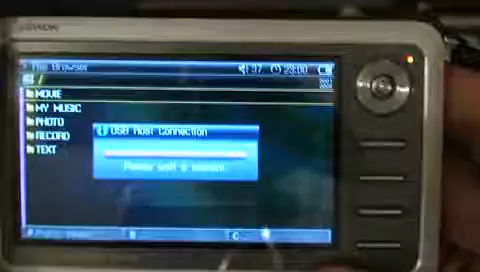 File Browser
37 23:00
/
MOVIE
MY MUSIC
PHOTO
RECORD
TEXT
USB Host Connection
Please wait a moment